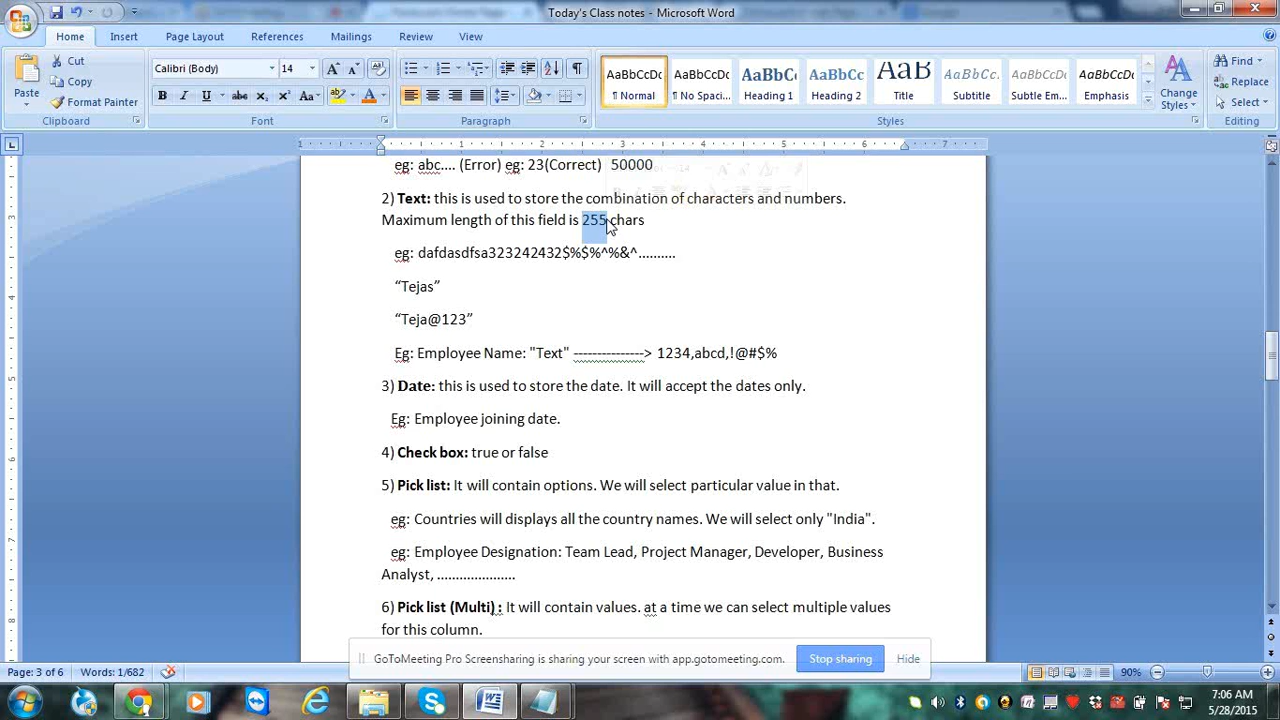 Today's Class notes - Microsoft Word
Home Insert Page Layout References Mailings Review View
Paste
Cut
Copy
Format Painter
Clipboard
Calibri (Body) 14
Font
Paragraph
AaBbCcDc AaBbCcDc AaBbC AaBbCc AaB AaBbCc. AaBbCcDc AaBbCcDc
¶ Normal ¶ No Spaci... Heading 1 Heading 2 Title Subtitle Subtle Em... Emphasis
Change Styles
Styles
Find
Replace
Select
Editing
eg: abc.... (Error) eg: 23(Correct) 50000
2) Text: this is used to store the combination of characters and numbers.
Maximum length of this field is 255 chars
eg: dafdasdfsa323242432$%$%^%&^..........
“Tejas”
“Teja@123”
Eg: Employee Name: "Text" ---------------> 1234,abcd,!@#$%
3) Date: this is used to store the date. It will accept the dates only.
Eg: Employee joining date.
4) Check box: true or false
5) Pick list: It will contain options. We will select particular value in that.
eg: Countries will displays all the country names. We will select only "India".
eg: Employee Designation: Team Lead, Project Manager, Developer, Business
Analyst, .....................
6) Pick list (Multi) : It will contain values. at a time we can select multiple values
for this column.
GoToMeeting Pro Screensharing is sharing your screen with app.gotomeeting.com. Stop sharing Hide
Page: 3 of 6 Words: 1/682 90%
7:06 AM
5/28/2015